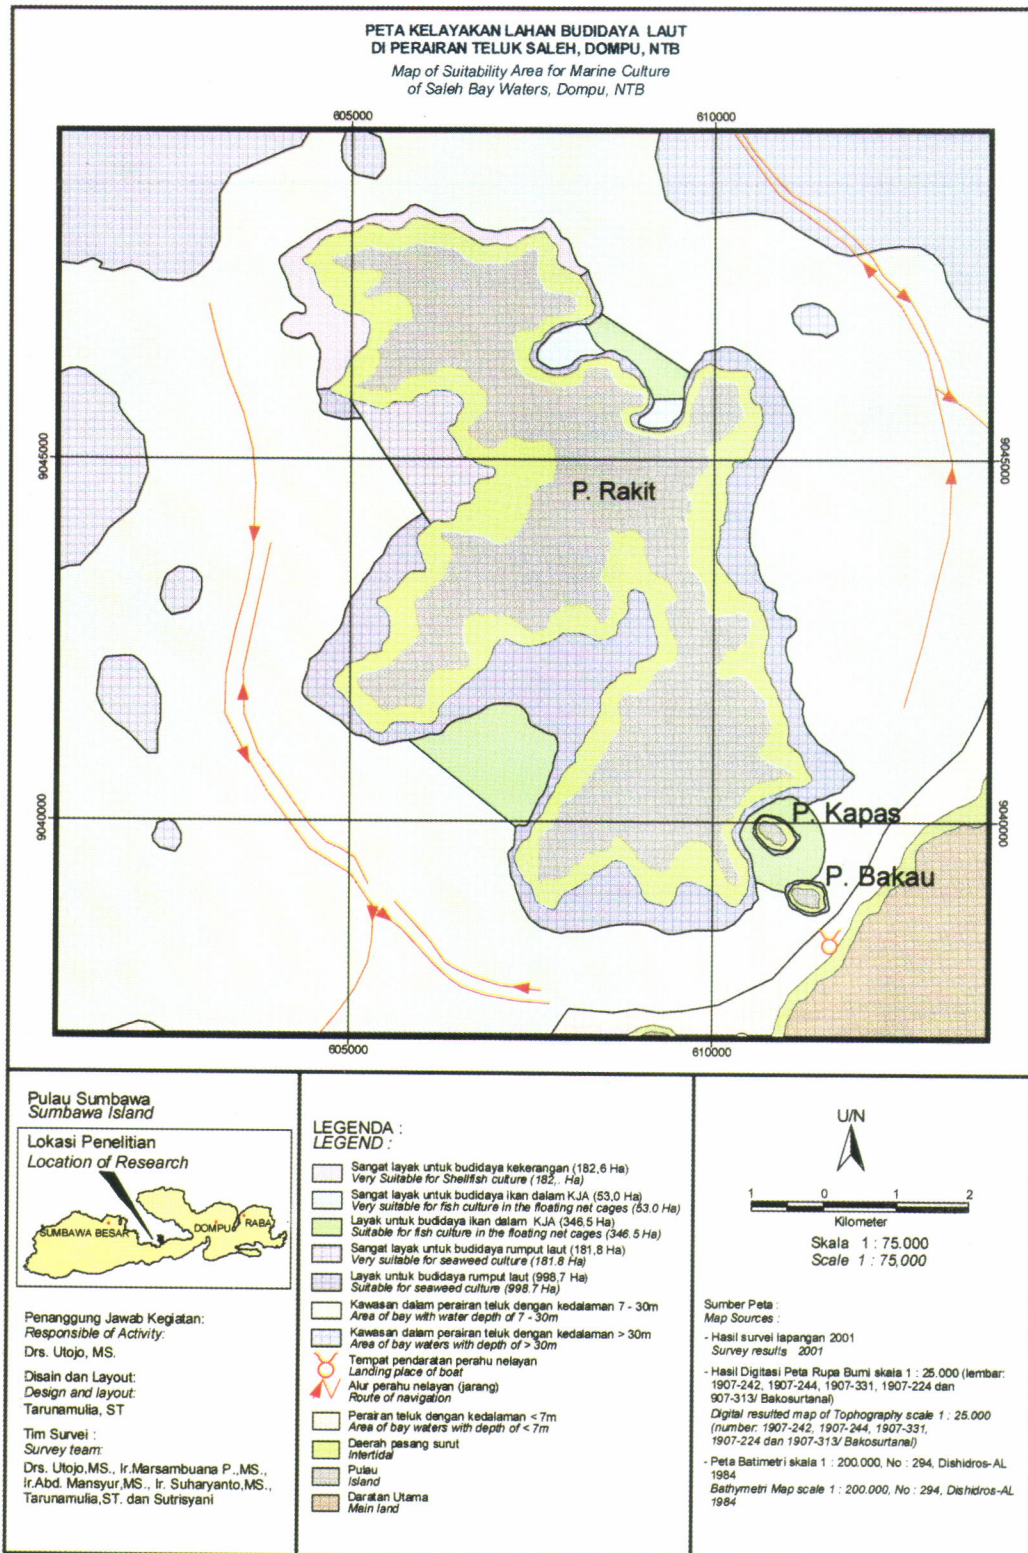 PETA KELAYAKAN LAHAN BUDIDAYA LAUT
DI PERAIRAN TELUK SALEH, DOMPU, NTB
Map of Suitability Area for Marine Culture
of Saleh Bay Waters, Dompu, NTB
605000
610000
9045000
9045000
P. Rakit
P. Kapas
9040000
9040000
P. Bakau
605000
610000
Pulau Sumbawa
Sumbawa Island
Lokasi Penelitian
Location of Research
SUMBAWA BESAR
DOMPU
RABA
Penanggung Jawab Kegiatan:
Responsible of Activity:
Drs. Utojo, MS.
Disain dan Layout:
Design and layout:
Tarunamulia, ST
Tim Survei :
Survey team:
Drs. Utojo,MS., Ir.Marsambuana P.,MS.,
Ir.Abd. Mansyur,MS., Ir. Suharyanto,MS.,
Tarunamulia,ST. dan Sutrisyani
LEGENDA :
LEGEND :
Sangat layak untuk budidaya kekerangan (182,6 Ha)
Very Suitable for Shellfish culture (182,. Ha)
Sangat layak untuk budidaya ikan dalam KJA (53,0 Ha)
Very suitable for fish culture in the floating net cages (53.0 Ha)
Layak untuk budidaya ikan dalam KJA (346,5 Ha)
Suitable for fish culture in the floating net cages (346.5 Ha)
Sangat layak untuk budidaya rumput laut (181,8 Ha)
Very suitable for seaweed culture (181.8 Ha)
Layak untuk budidaya rumput laut (998,7 Ha)
Suitable for seaweed culture (998.7 Ha)
Kawasan dalam perairan teluk dengan kedalaman 7 - 30m
Area of bay with water depth of 7 - 30m
Kawasan dalam perairan teluk dengan kedalaman > 30m
Area of bay waters with depth of > 30m
Tempat pendaratan perahu nelayan
Landing place of boat
Alur perahu nelayan (jarang)
Route of navigation
Perairan teluk dengan kedalaman < 7m
Area of bay waters with depth of < 7m
Daerah pasang surut
Intertidal
Pulau
Island
Daratan Utama
Main land
U/N
1 0 1 2
Kilometer
Skala 1 : 75.000
Scale 1 : 75,000
Sumber Peta :
Map Sources :
- Hasil survei lapangan 2001
Survey results 2001
- Hasil Digitasi Peta Rupa Bumi skala 1 : 25.000 (lembar:
1907-242, 1907-244, 1907-331, 1907-224 dan
907-313/ Bakosurtanal)
Digital resulted map of Tophography scale 1 : 25.000
(number: 1907-242, 1907-244, 1907-331,
1907-224 dan 1907-313/ Bakosurtanal)
- Peta Batimetri skala 1 : 200.000, No : 294, Dishidros-AL
1984
Bathymetri Map scale 1 : 200.000, No : 294, Dishidros-AL
1984